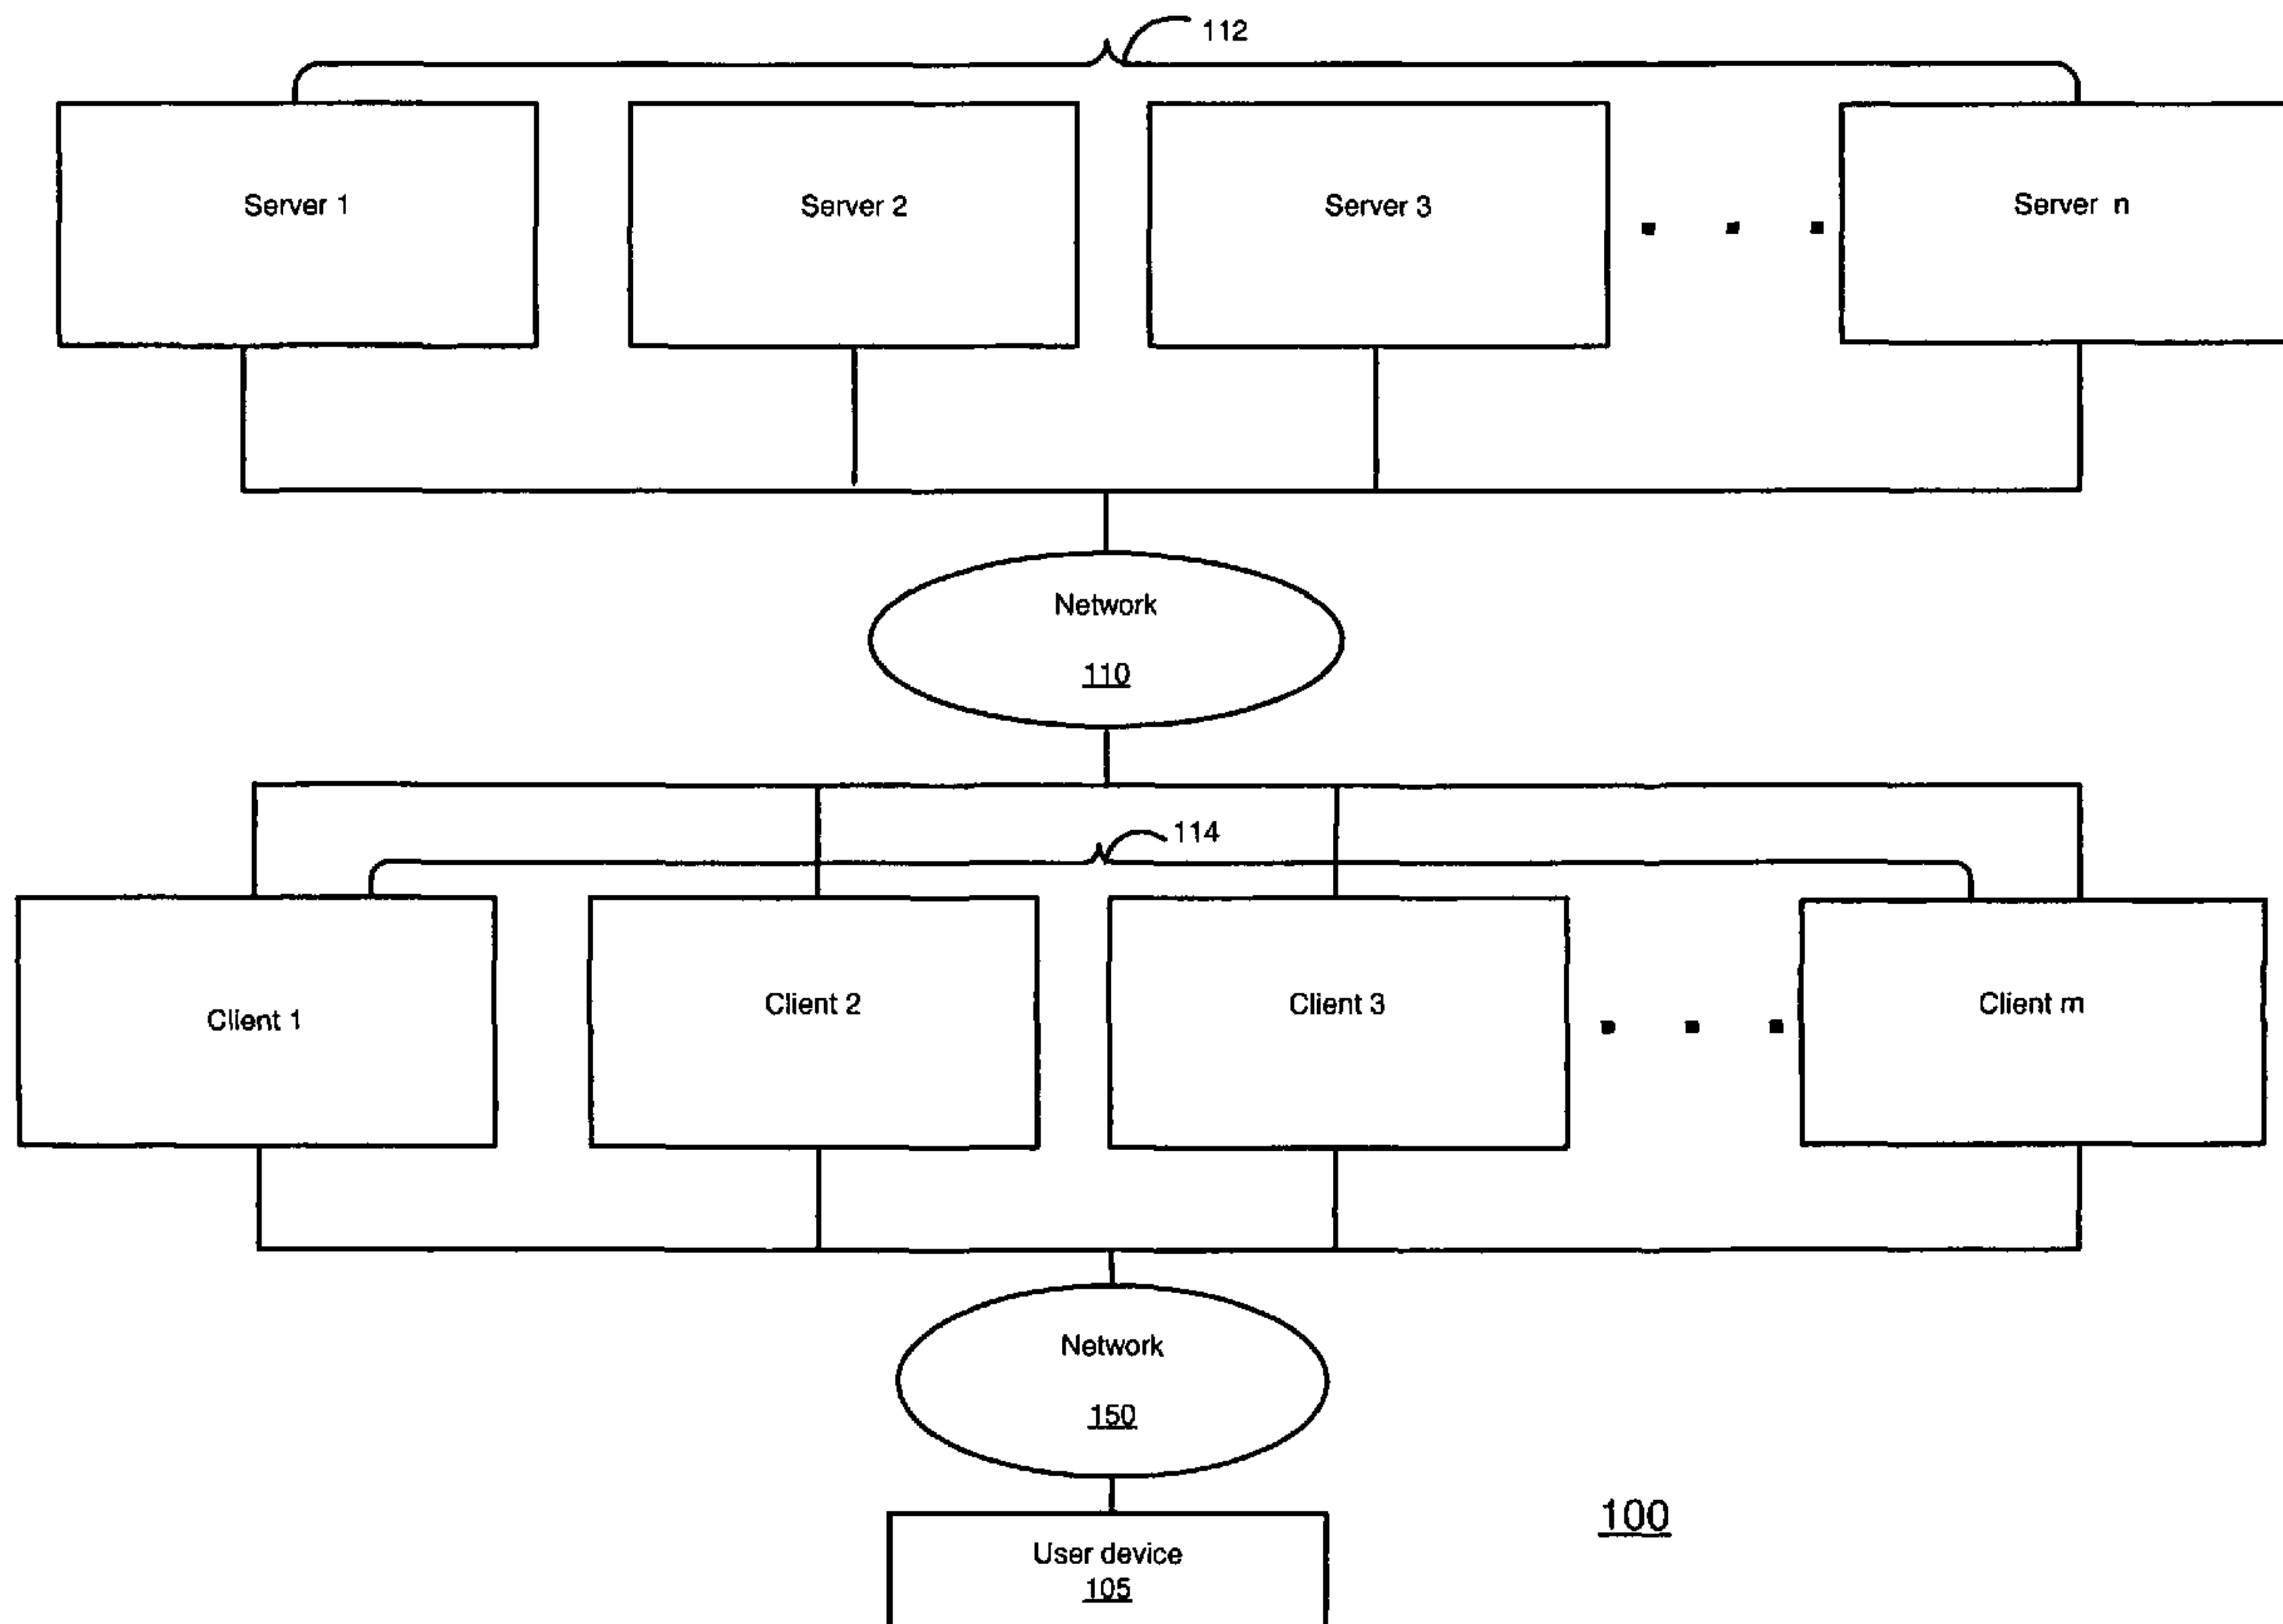 112
Server 1
Server 2
Server 3
Server n
Network
110
114
Client 1
Client 2
Client 3
Client m
Network
150
100
User device
105